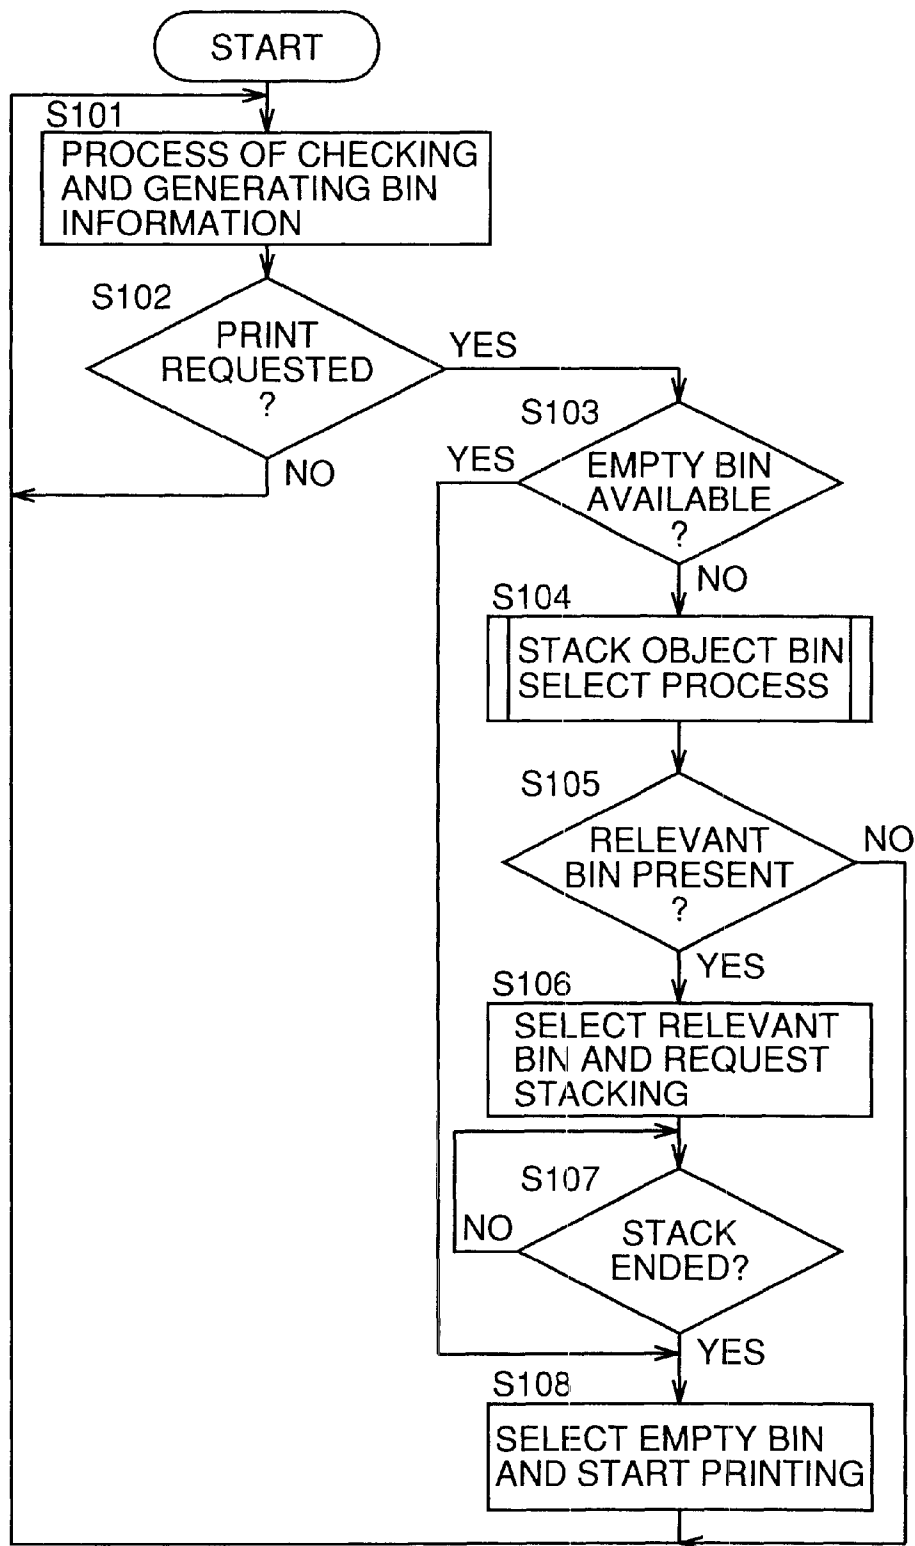 START
S101
PROCESS OF CHECKING
AND GENERATING BIN
INFORMATION
S102
PRINT
REQUESTED
?
YES
NO
S103
YES
EMPTY BIN
AVAILABLE
?
NO
S104
STACK OBJECT BIN
SELECT PROCESS
S105
RELEVANT
BIN PRESENT
?
NO
YES
S106
SELECT RELEVANT
BIN AND REQUEST
STACKING
S107
NO
STACK
ENDED?
YES
S108
SELECT EMPTY BIN
AND START PRINTING